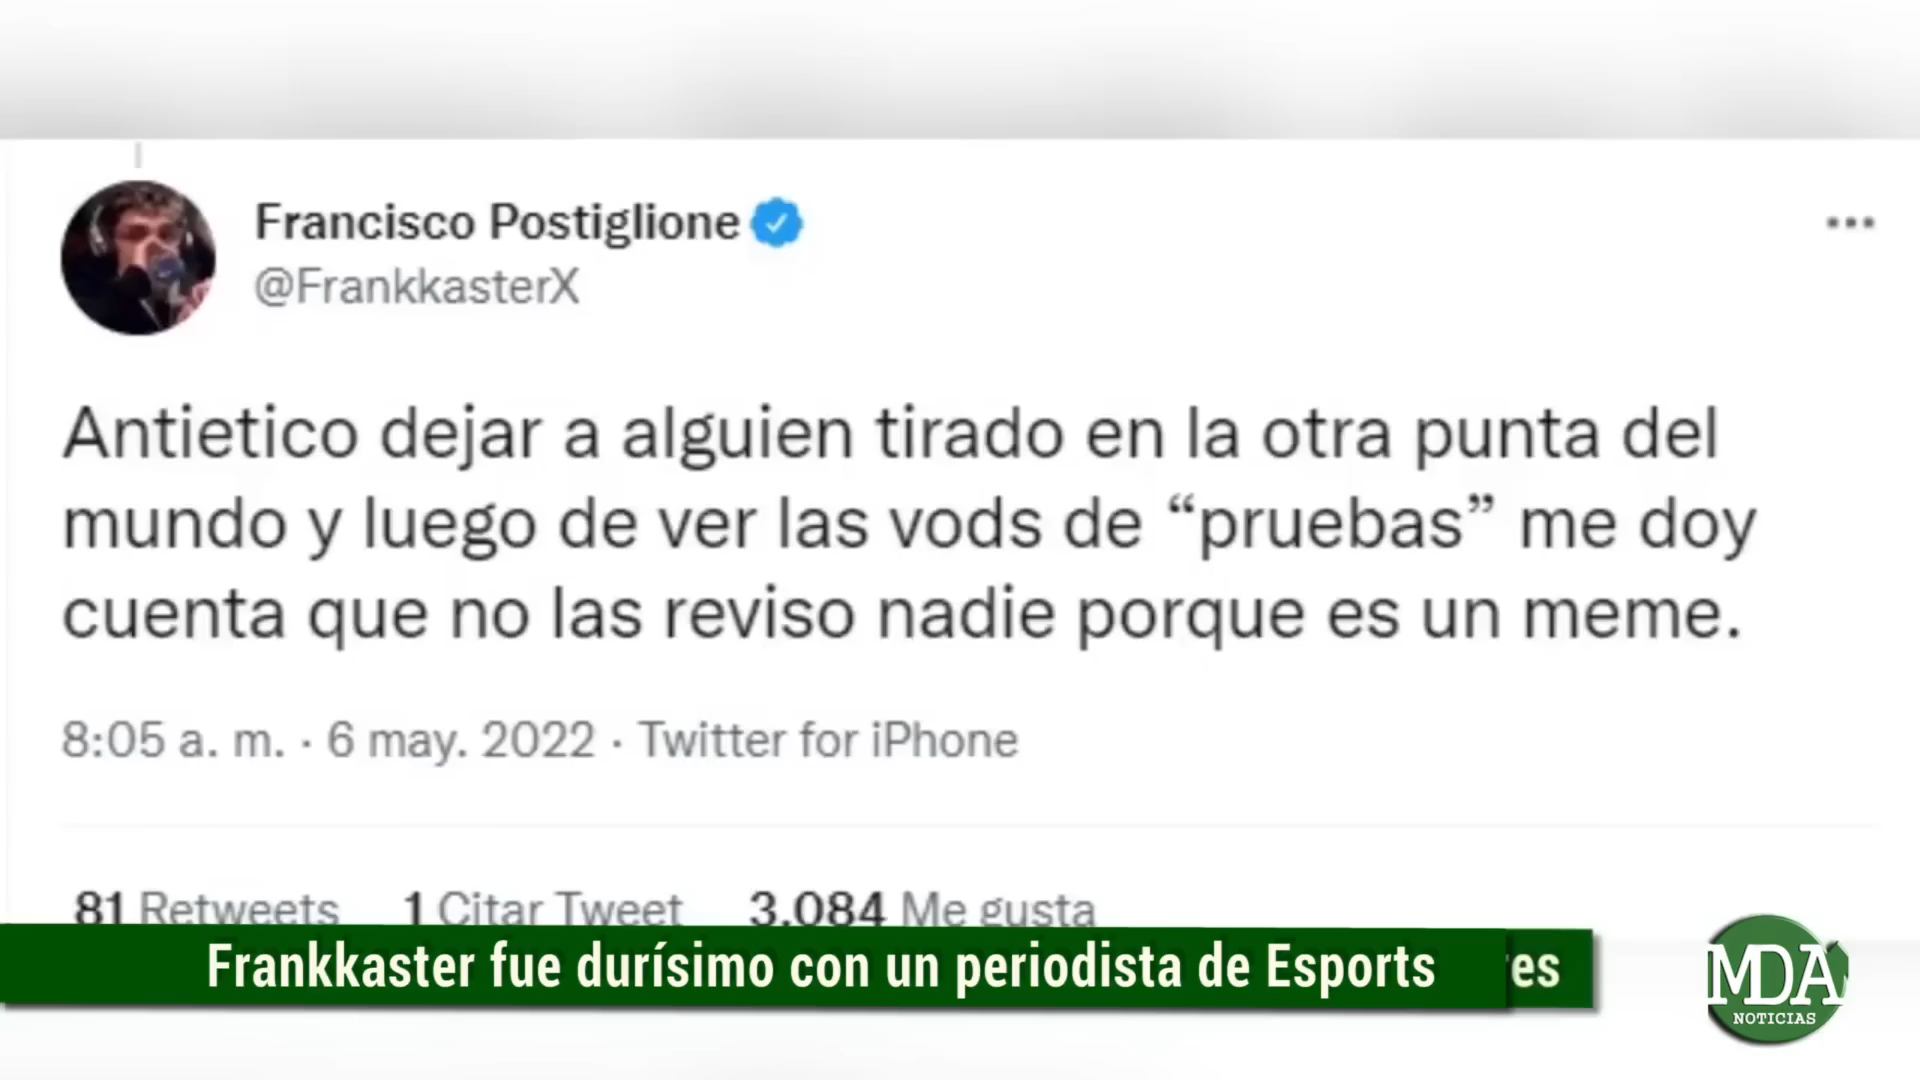 Francisco Postiglione
@FrankkasterX
Antietico dejar a alguien tirado en la otra punta del
mundo y luego de ver las vods de “pruebas” me doy
cuenta que no las reviso nadie porque es un meme.
8:05 a. m. · 6 may. 2022 · Twitter for iPhone
81 Retweets 1 Citar Tweet 3.084 Me gusta
Frankkaster fue durísimo con un periodista de Esports
MDA
NOTICIAS